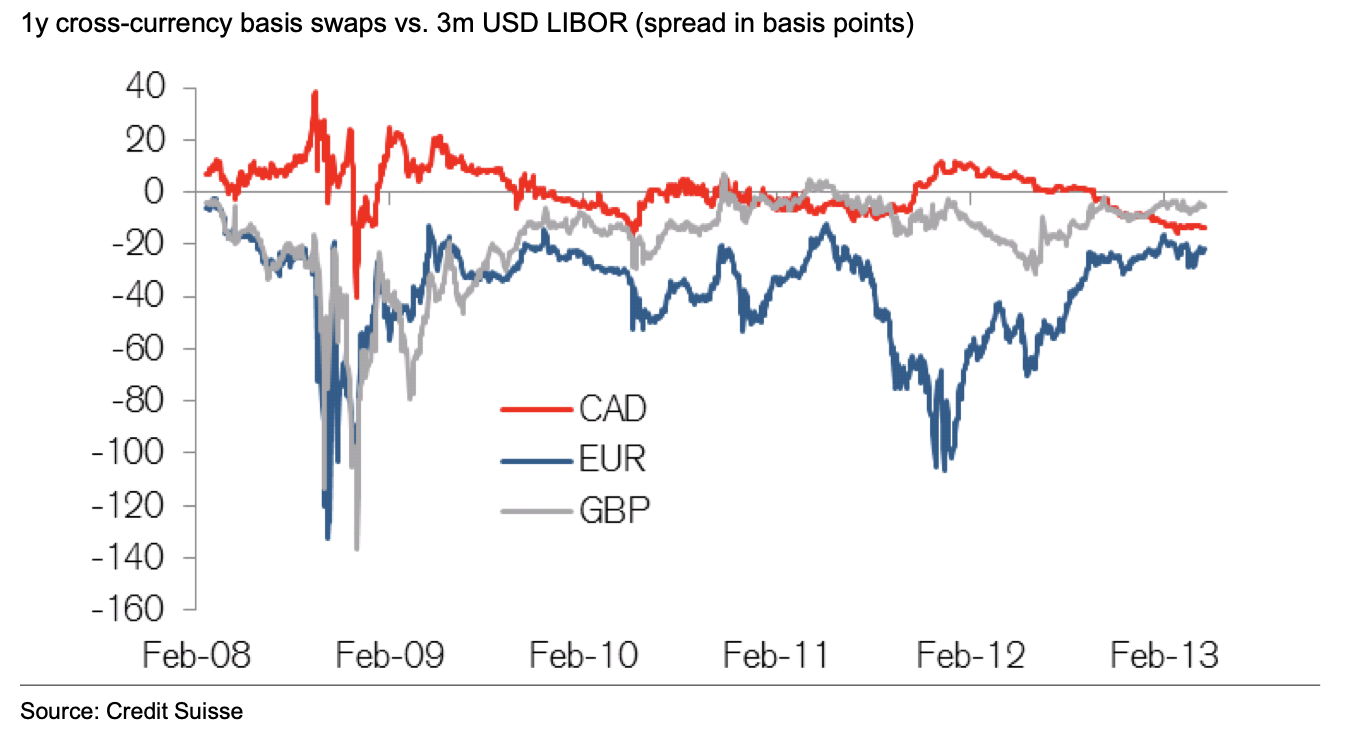 1y cross-currency basis swaps vs. 3m USD LIBOR (spread in basis points)
40
20
0
-20
-40
-60
-80
-100
-120
-140
-160
CAD
EUR
GBP
Feb-08 Feb-09 Feb-10 Feb-11 Feb-12 Feb-13
Source: Credit Suisse